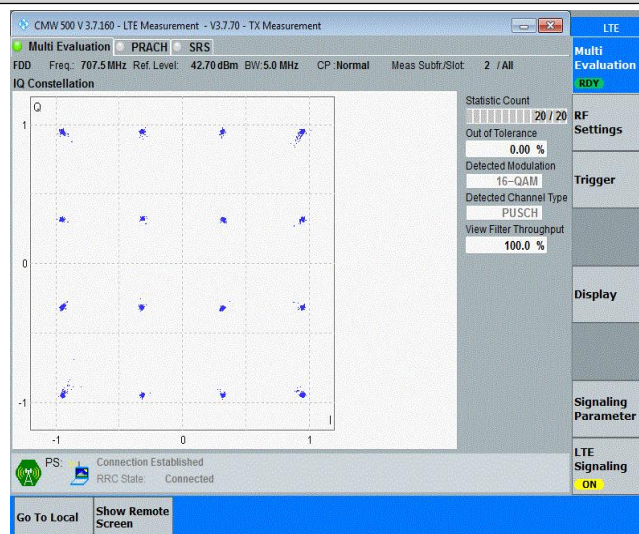 CMW 500 V 3.7.160 - LTE Measurement - V3.7.70 - TX Measurement
LTE
Multi Evaluation PRACH SRS
FDD Freq.: 707.5 MHz Ref. Level: 42.70 dBm BW: 5.0 MHz CP : Normal Meas Subfr./Slot: 2 / All
IQ Constellation
Q
1
0
-1
-1 0 1
I
Statistic Count
20 / 20
Out of Tolerance
0.00 %
Detected Modulation
16-QAM
Detected Channel Type
PUSCH
View Filter Throughput
100.0 %
Multi
Evaluation
RDY
RF
Settings
Trigger
Display
Signaling
Parameter
LTE
Signaling
ON
PS: Connection Established
RRC State: Connected
Go To Local
Show Remote
Screen